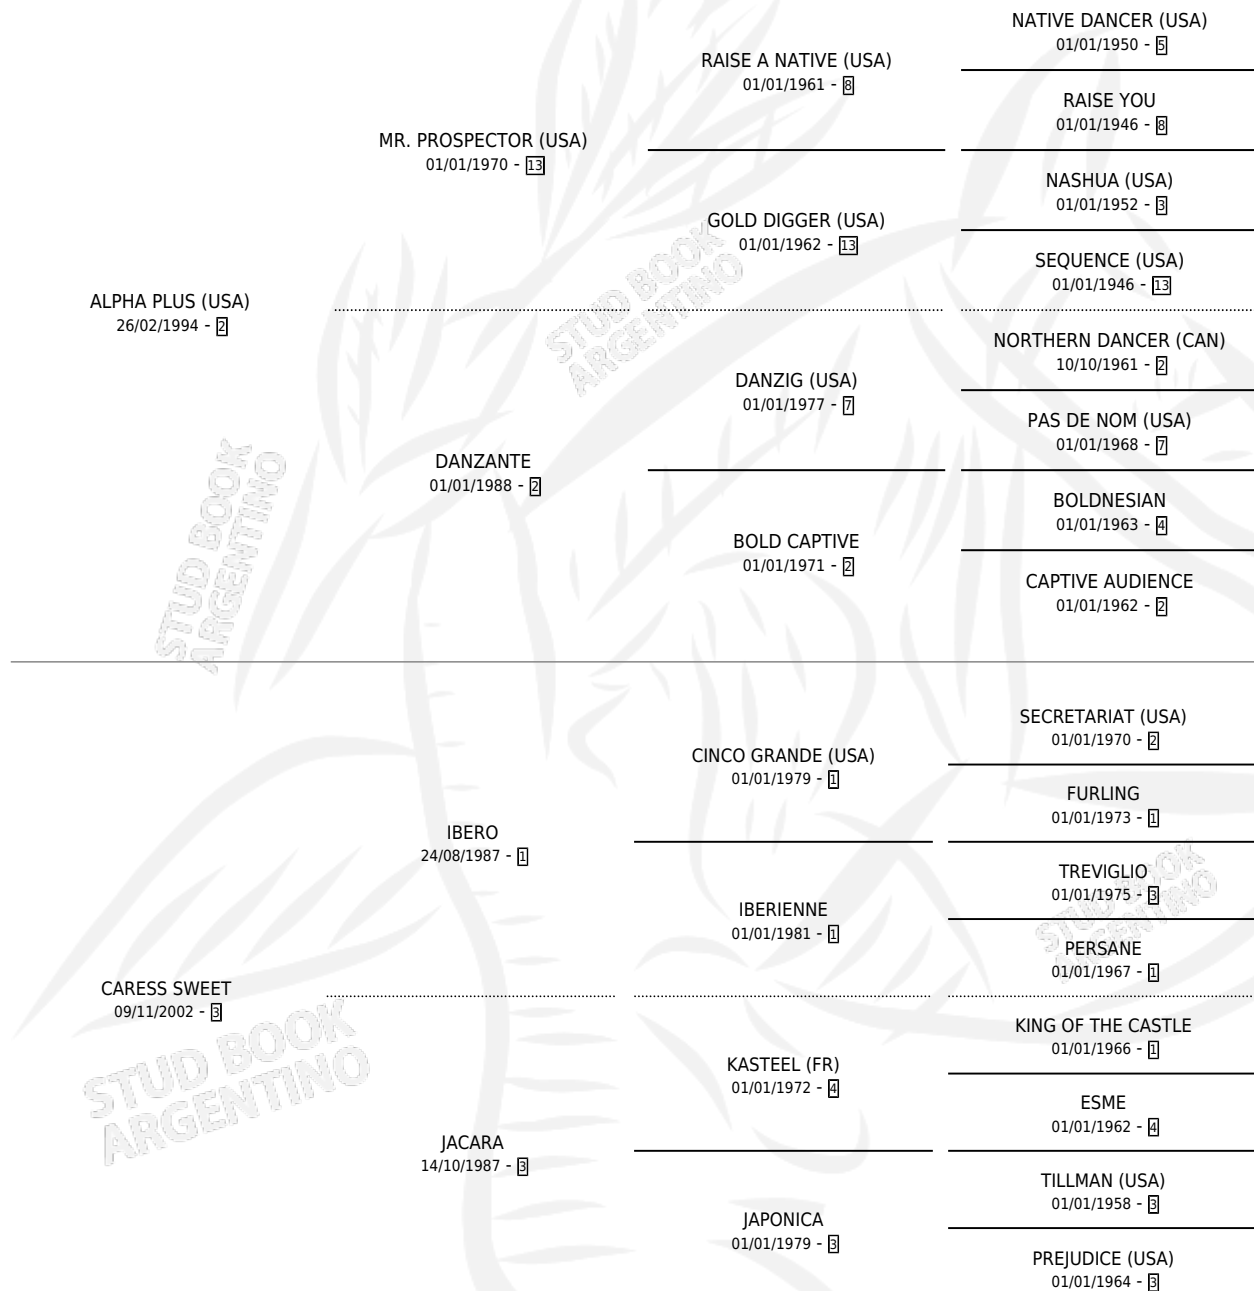 NATIVE DANCER (USA)
01/01/1950 - 5
RAISE A NATIVE (USA)
01/01/1961 - 8
RAISE YOU
01/01/1946 - 8
MR. PROSPECTOR (USA)
01/01/1970 - 13
NASHUA (USA)
01/01/1952 - 3
GOLD DIGGER (USA)
01/01/1962 - 13
SEQUENCE (USA)
01/01/1946 - 13
STUD BOOK
ARGENTINO
ALPHA PLUS (USA)
26/02/1994 - 2
NORTHERN DANCER (CAN)
10/10/1961 - 2
DANZIG (USA)
01/01/1977 - 7
PAS DE NOM (USA)
01/01/1968 - 7
DANZANTE
01/01/1988 - 2
BOLDNESIAN
01/01/1963 - 4
BOLD CAPTIVE
01/01/1971 - 2
CAPTIVE AUDIENCE
01/01/1962 - 2
STUD BOOK
ARGENTINO
SECRETARIAT (USA)
01/01/1970 - 2
CINCO GRANDE (USA)
01/01/1979 - 1
FURLING
01/01/1973 - 1
IBERO
24/08/1987 - 1
TREVIGLIO
01/01/1975 - 3
IBERIENNE
01/01/1981 - 1
STUD BOOK
ARGENTINO
PERSANE
01/01/1967 - 1
CARESS SWEET
09/11/2002 - 3
KING OF THE CASTLE
01/01/1966 - 1
KASTEEL (FR)
01/01/1972 - 4
STUD BOOK
ARGENTINO
ESME
01/01/1962 - 4
JACARA
14/10/1987 - 3
TILLMAN (USA)
01/01/1958 - 3
JAPONICA
01/01/1979 - 3
PREJUDICE (USA)
01/01/1964 - 3